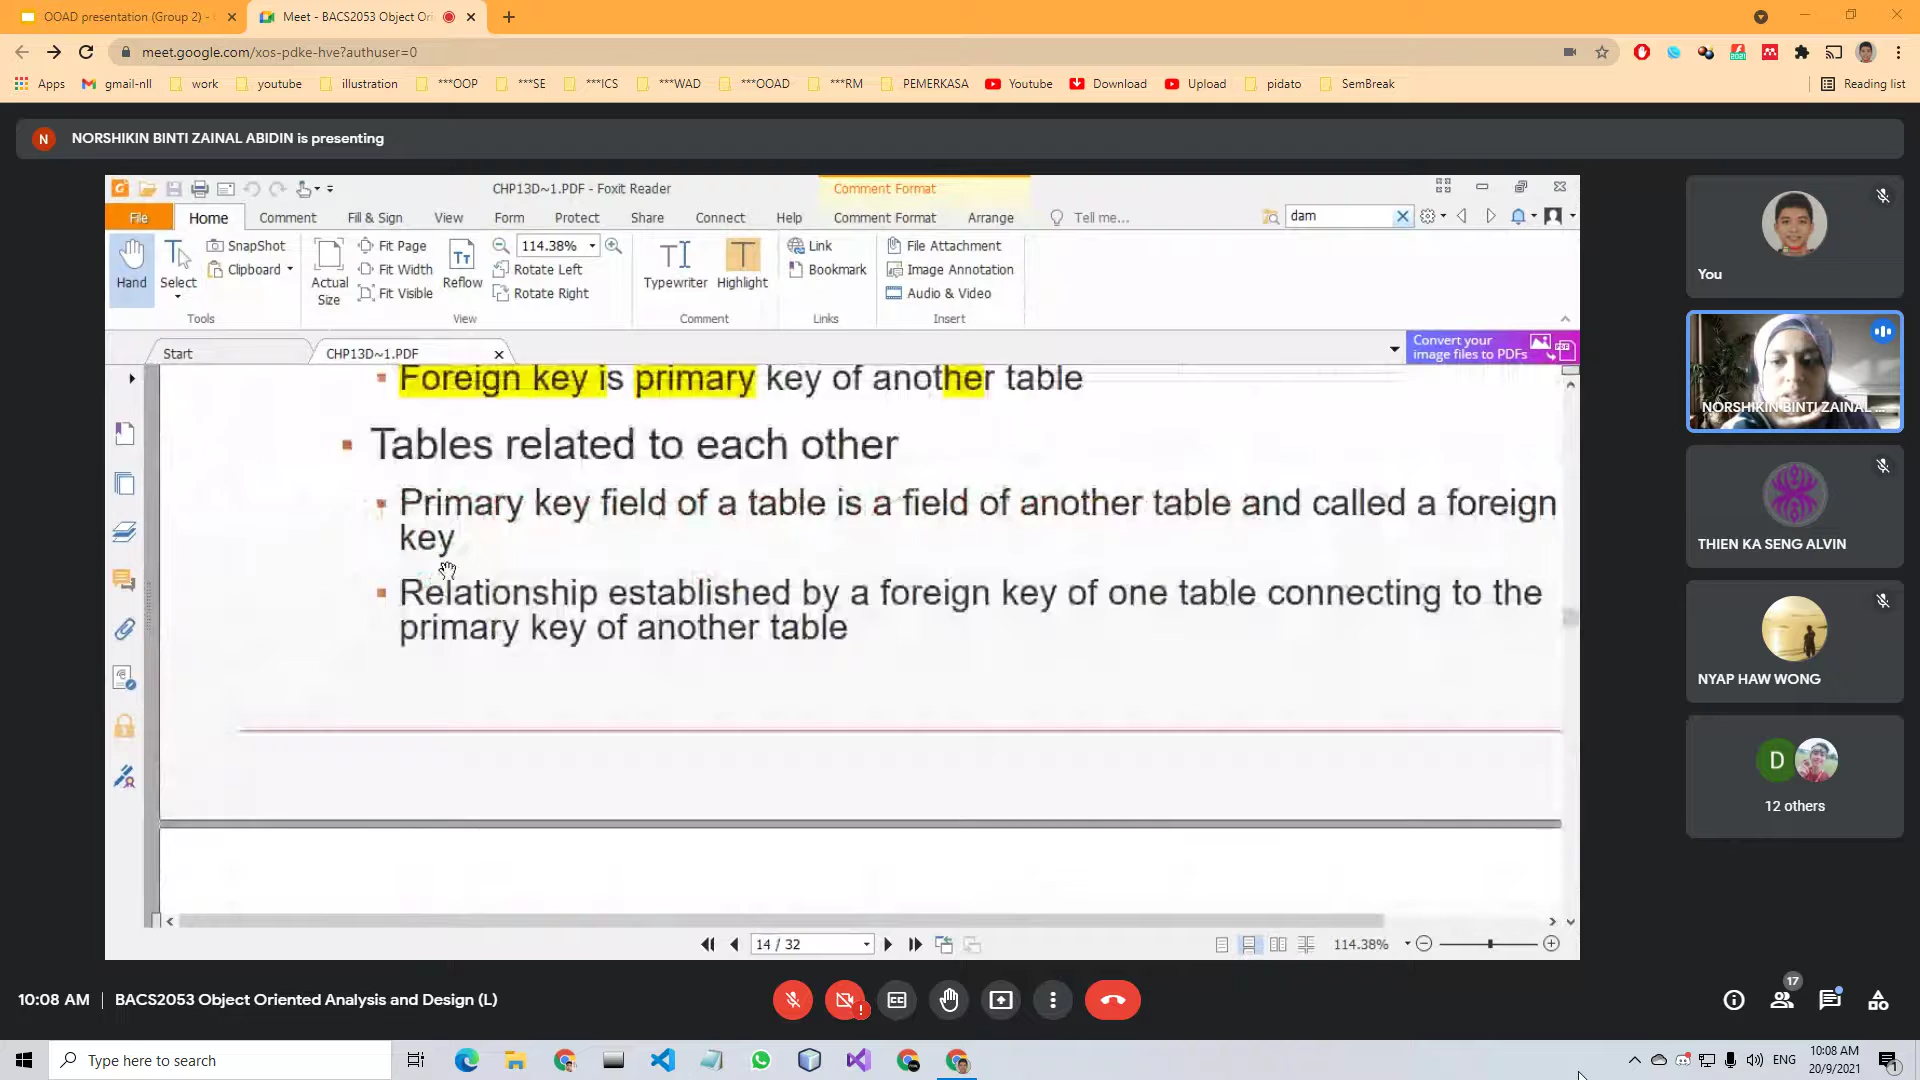 OOAD presentation (Group 2) -
Meet - BACS2053 Object Ori
meet.google.com/xos-pdke-hve?authuser=0
Apps gmail-nll work youtube illustration ***OOP ***SE ***ICS ***WAD ***OOAD ***RM PEMERKASA Youtube Download Upload pidato SemBreak Reading list
N NORSHIKIN BINTI ZAINAL ABIDIN is presenting
CHP13D~1.PDF - Foxit Reader Comment Format
File Home Comment Fill & Sign View Form Protect Share Connect Help Comment Format Arrange Tell me... dam
Hand Select SnapShot Clipboard Actual Size Fit Page Fit Width Fit Visible Reflow 114.38% Rotate Left Rotate Right Typewriter Highlight Link Bookmark File Attachment Image Annotation Audio & Video
Tools View Comment Links Insert
Start CHP13D~1.PDF
Convert your
image files to PDFs
Foreign key is primary key of another table
Tables related to each other
Primary key field of a table is a field of another table and called a foreign
key
Relationship established by a foreign key of one table connecting to the
primary key of another table
14 / 32
114.38%
You
NORSHIKIN BINTI ZAINAL ...
THIEN KA SENG ALVIN
NYAP HAW WONG
D
12 others
10:08 AM | BACS2053 Object Oriented Analysis and Design (L)
17
Type here to search
ENG
10:08 AM
20/9/2021
1